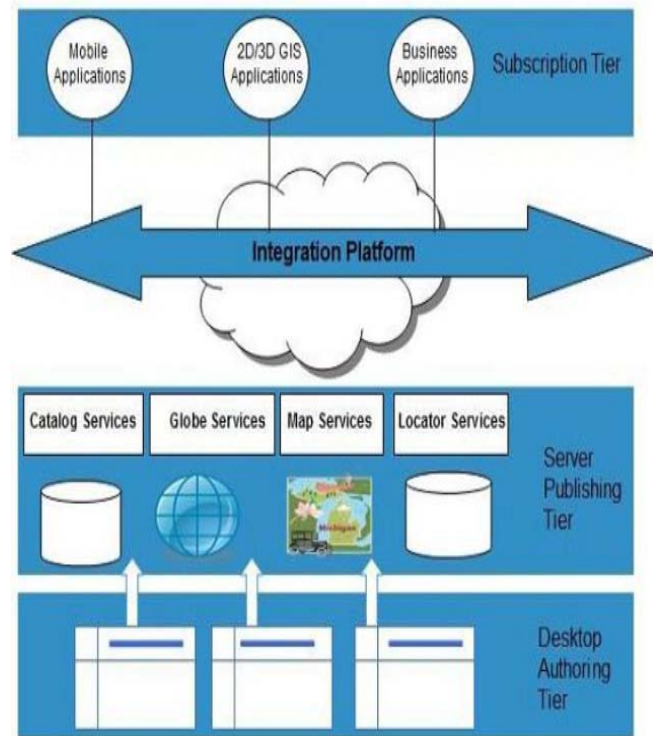 Mobile
Applications
2D/3D GIS
Applications
Business
Applications
Subscription Tier
Integration Platform
Catalog Services
Globe Services
Map Services
Locator Services
Michigan
Server
Publishing
Tier
Desktop
Authoring
Tier